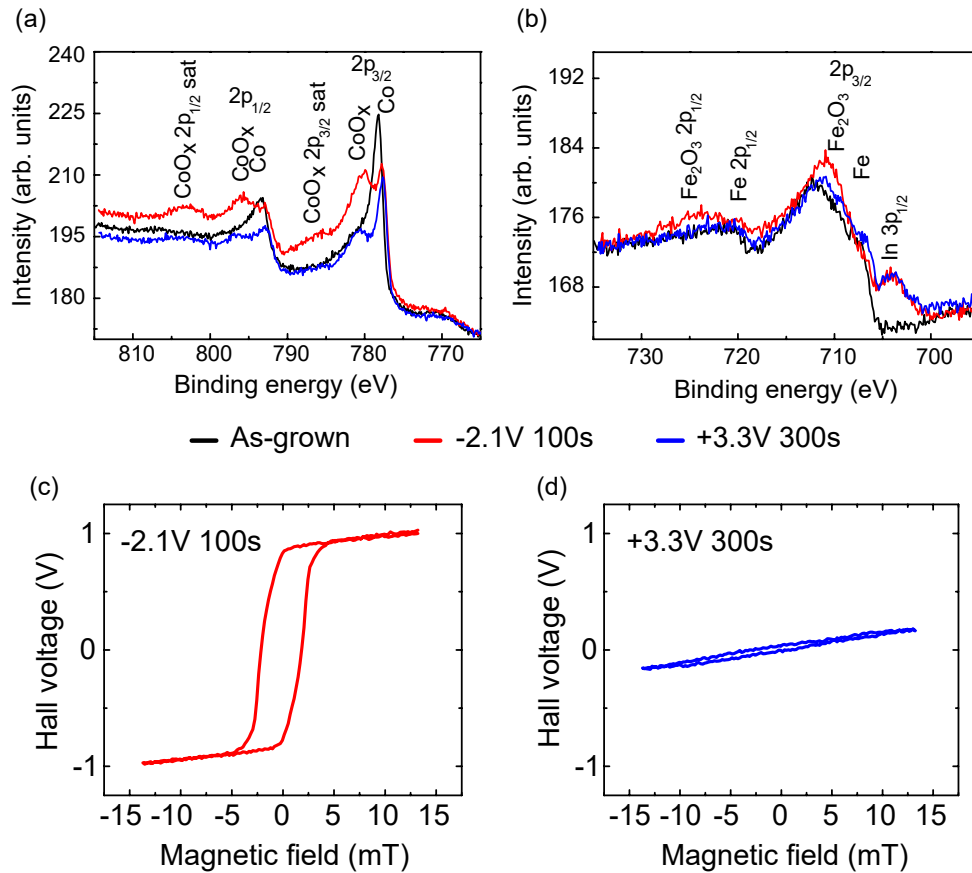 (a)
240
225
210
195
180
Intensity (arb. units)
810
800
790
780
770
Binding energy (eV)
CoOx 2p1/2 sat
2p1/2
CoOx
Co
CoOx 2p3/2 sat
2p3/2
CoOx
Co
(b)
192
184
176
168
Intensity (arb. units)
730
720
710
700
Binding energy (eV)
Fe2O3 2p1/2
Fe 2p1/2
2p3/2
Fe2O3
Fe
In 3p1/2
As-grown
-2.1V 100s
+3.3V 300s
(c)
-2.1V 100s
1
0
-1
Hall voltage (V)
-15 -10 -5 0 5 10 15
Magnetic field (mT)
(d)
+3.3V 300s
1
0
-1
Hall voltage (V)
-15 -10 -5 0 5 10 15
Magnetic field (mT)